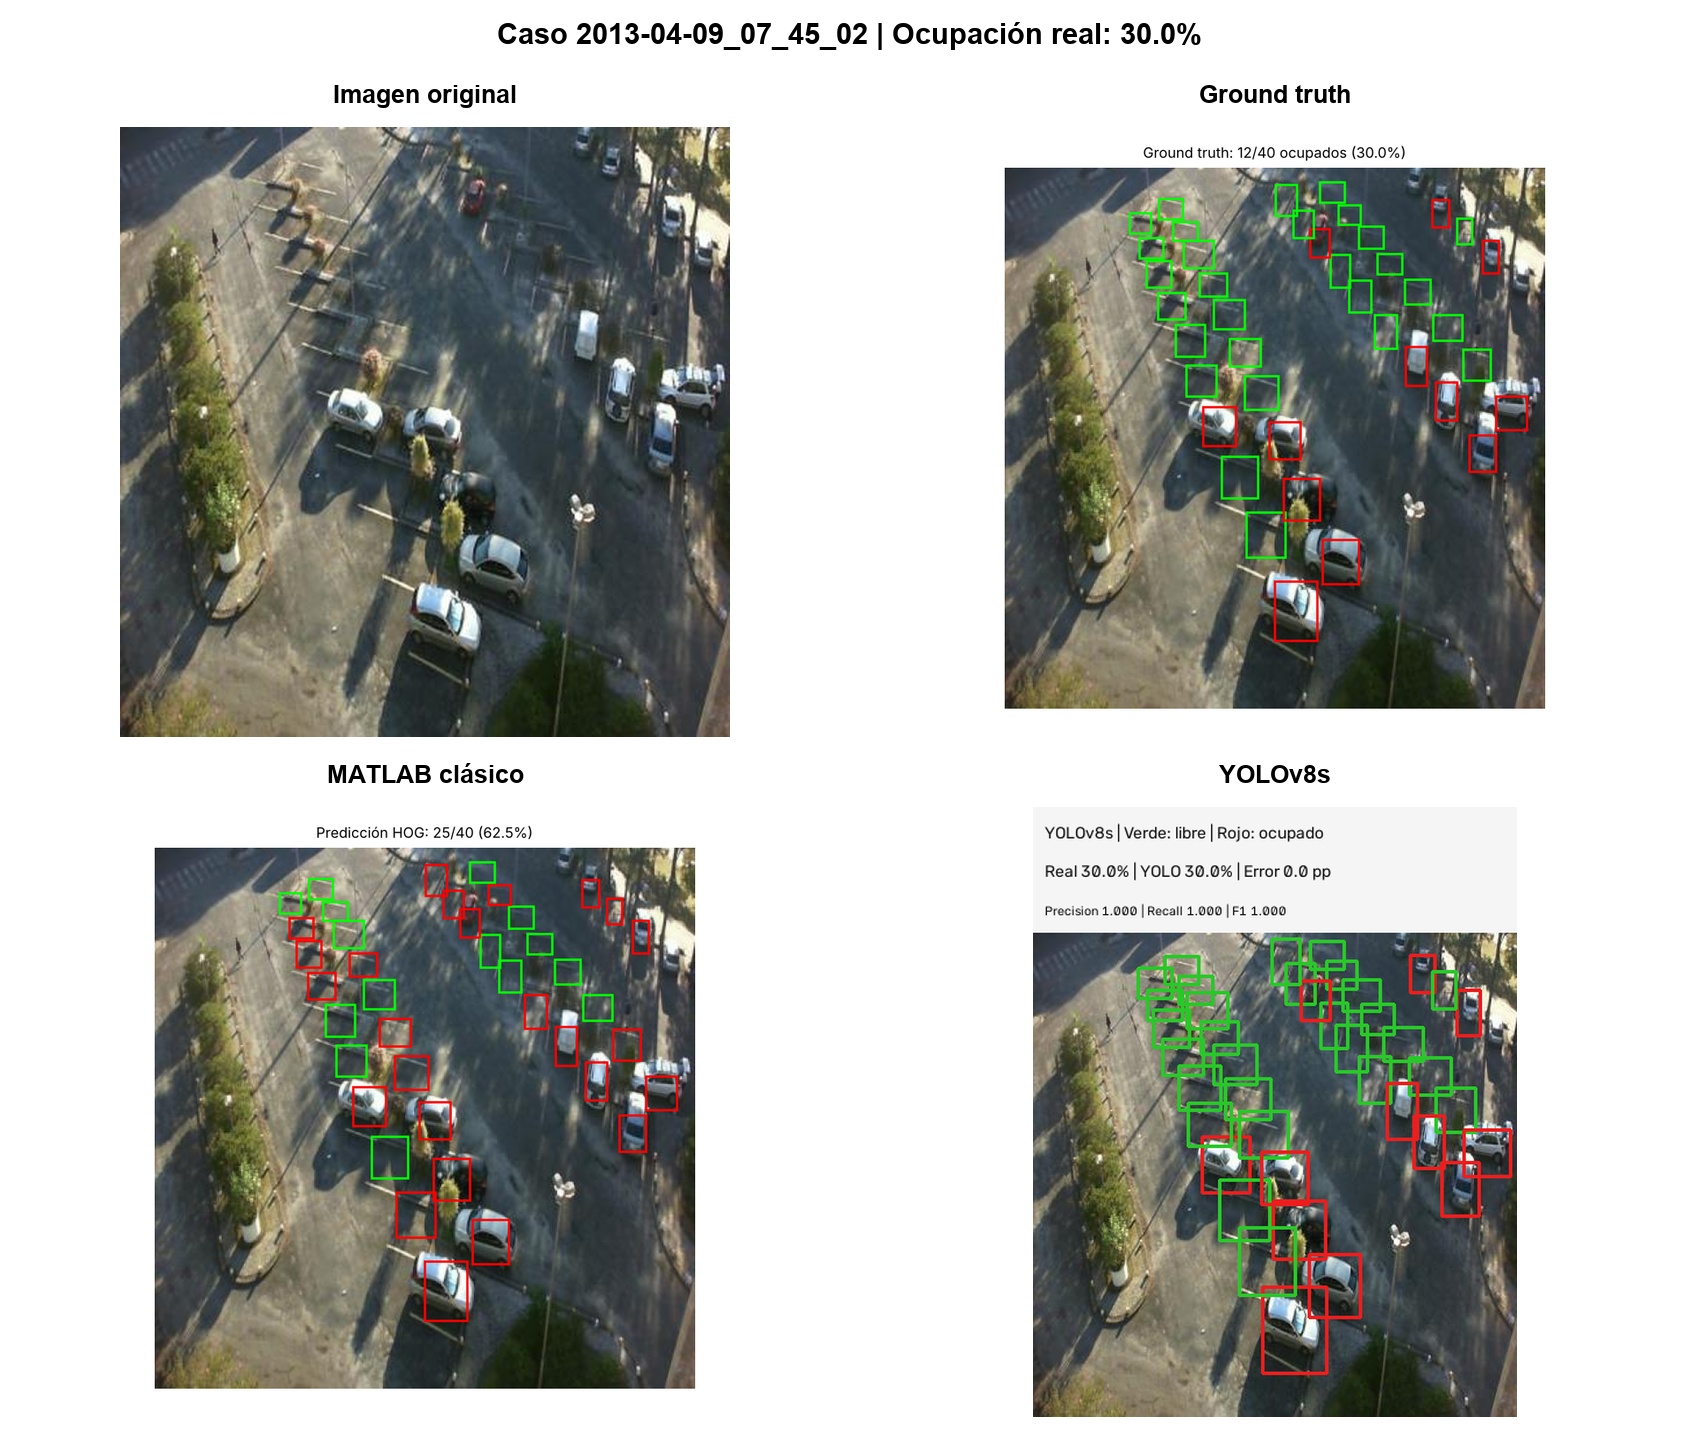 Caso 2013-04-09_07_45_02 | Ocupación real: 30.0%
Imagen original
Ground truth
Ground truth: 12/40 ocupados (30.0%)
MATLAB clásico
YOLOv8s
Predicción HOG: 25/40 (62.5%)
YOLOv8s | Verde: libre | Rojo: ocupado
Real 30.0% | YOLO 30.0% | Error 0.0 pp
Precision 1.000 | Recall 1.000 | F1 1.000